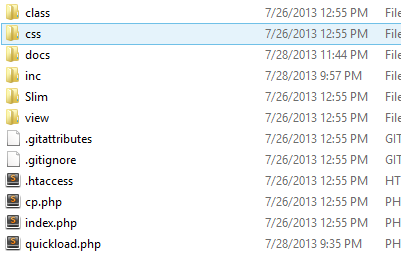 class 7/26/2013 12:55 PM File
css 7/26/2013 12:55 PM File
docs 7/28/2013 11:44 PM File
inc 7/28/2013 9:57 PM File
Slim 7/26/2013 12:55 PM File
view 7/26/2013 12:55 PM File
.gitattributes 7/26/2013 12:55 PM GIT
.gitignore 7/26/2013 12:55 PM GIT
.htaccess 7/26/2013 12:55 PM HT
cp.php 7/26/2013 12:55 PM PH
index.php 7/26/2013 12:55 PM PH
quickload.php 7/28/2013 9:35 PM PH